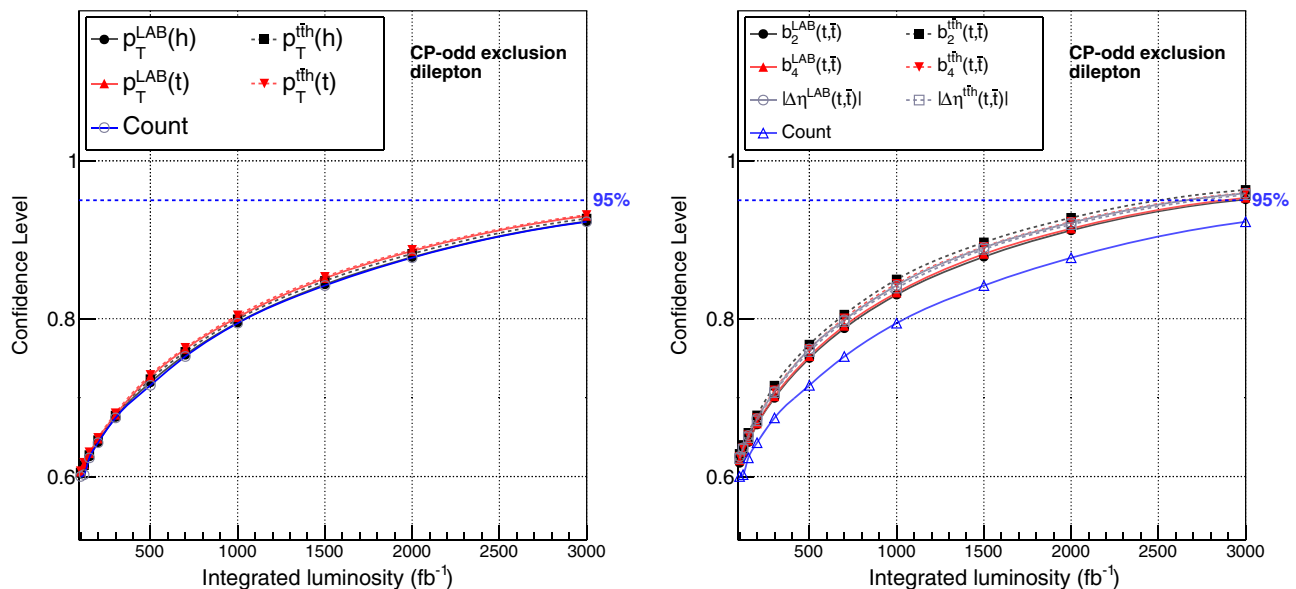 p_T^LAB(h)
p_T^tt̄h(h)
p_T^LAB(t)
p_T^tt̄h(t)
Count
CP-odd exclusion
dilepton
1
0.8
0.6
95%
Confidence Level
500 1000 1500 2000 2500 3000
Integrated luminosity (fb⁻¹)
b_2^LAB(t,t̄)
b_2^tt̄h(t,t̄)
b_4^LAB(t,t̄)
b_4^tt̄h(t,t̄)
|Δη^LAB(t,t̄)|
|Δη^tt̄h(t,t̄)|
Count
CP-odd exclusion
dilepton
1
0.8
0.6
95%
Confidence Level
500 1000 1500 2000 2500 3000
Integrated luminosity (fb⁻¹)